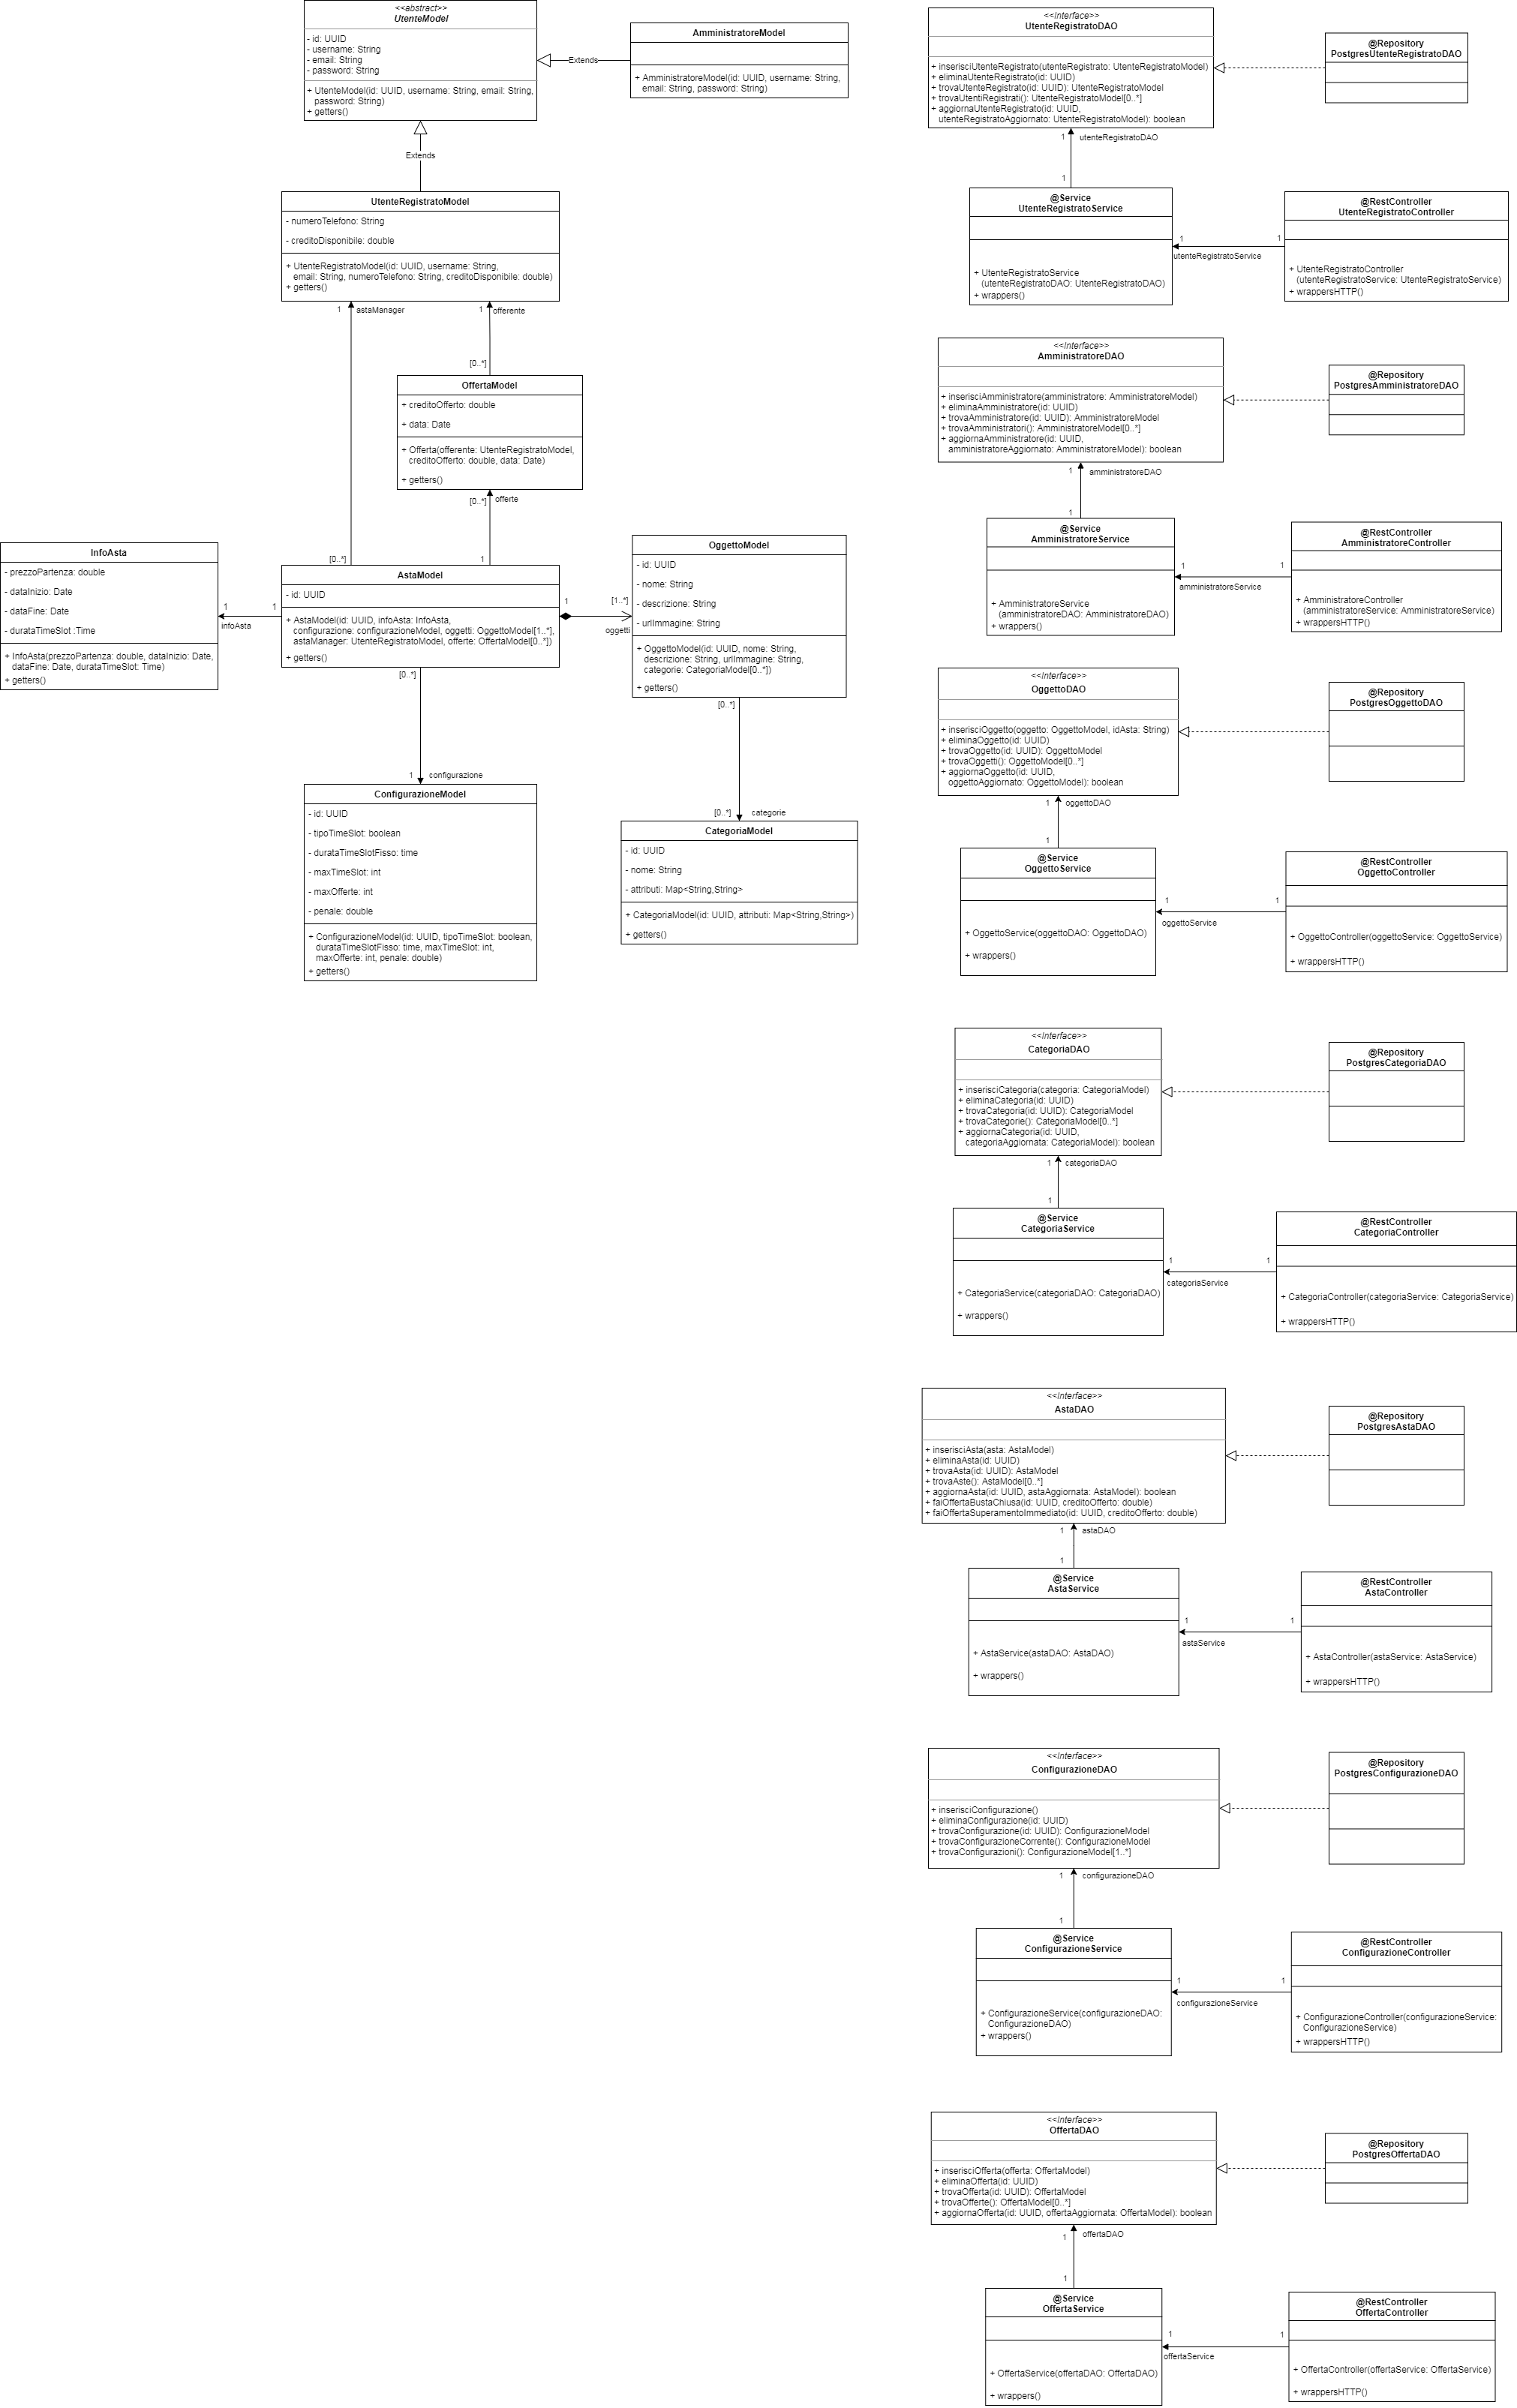 <<abstract>>
UtenteModel
- id: UUID
- username: String
- email: String
- password: String
+ UtenteModel(id: UUID, username: String, email: String,
password: String)
+ getters()
Extends
AmministratoreModel
+ AmministratoreModel(id: UUID, username: String,
email: String, password: String)
Extends
UtenteRegistratoModel
- numeroTelefono: String
- creditoDisponibile: double
+ UtenteRegistratoModel(id: UUID, username: String,
email: String, numeroTelefono: String, creditoDisponibile: double)
+ getters()
1
astaManager
1
offerente
[0..*]
OffertaModel
+ creditoOfferto: double
+ data: Date
+ Offerta(offerente: UtenteRegistratoModel,
creditoOfferto: double, data: Date)
+ getters()
[0..*]
offerte
[0..*]
1
InfoAsta
- prezzoPartenza: double
- dataInizio: Date
- dataFine: Date
- durataTimeSlot :Time
+ InfoAsta(prezzoPartenza: double, dataInizio: Date,
dataFine: Date, durataTimeSlot: Time)
+ getters()
1
1
infoAsta
AstaModel
- id: UUID
+ AstaModel(id: UUID, infoAsta: InfoAsta,
configurazione: configurazioneModel, oggetti: OggettoModel[1..*],
astaManager: UtenteRegistratoModel, offerte: OffertaModel[0..*])
+ getters()
1
[1..*]
oggetti
OggettoModel
- id: UUID
- nome: String
- descrizione: String
- urlImmagine: String
+ OggettoModel(id: UUID, nome: String,
descrizione: String, urlImmagine: String,
categorie: CategoriaModel[0..*])
+ getters()
[0..*]
[0..*]
1
configurazione
ConfigurazioneModel
- id: UUID
- tipoTimeSlot: boolean
- durataTimeSlotFisso: time
- maxTimeSlot: int
- maxOfferte: int
- penale: double
+ ConfigurazioneModel(id: UUID, tipoTimeSlot: boolean,
durataTimeSlotFisso: time, maxTimeSlot: int,
maxOfferte: int, penale: double)
+ getters()
[0..*]
categorie
CategoriaModel
- id: UUID
- nome: String
- attributi: Map<String,String>
+ CategoriaModel(id: UUID, attributi: Map<String,String>)
+ getters()
<<Interface>>
UtenteRegistratoDAO
+ inserisciUtenteRegistrato(utenteRegistrato: UtenteRegistratoModel)
+ eliminaUtenteRegistrato(id: UUID)
+ trovaUtenteRegistrato(id: UUID): UtenteRegistratoModel
+ trovaUtentiRegistrati(): UtenteRegistratoModel[0..*]
+ aggiornaUtenteRegistrato(id: UUID,
utenteRegistratoAggiornato: UtenteRegistratoModel): boolean
@Repository
PostgresUtenteRegistratoDAO
1
utenteRegistratoDAO
1
@Service
UtenteRegistratoService
+ UtenteRegistratoService
(utenteRegistratoDAO: UtenteRegistratoDAO)
+ wrappers()
1
1
utenteRegistratoService
@RestController
UtenteRegistratoController
+ UtenteRegistratoController
(utenteRegistratoService: UtenteRegistratoService)
+ wrappersHTTP()
<<Interface>>
AmministratoreDAO
+ inserisciAmministratore(amministratore: AmministratoreModel)
+ eliminaAmministratore(id: UUID)
+ trovaAmministratore(id: UUID): AmministratoreModel
+ trovaAmministratori(): AmministratoreModel[0..*]
+ aggiornaAmministratore(id: UUID,
amministratoreAggiornato: AmministratoreModel): boolean
@Repository
PostgresAmministratoreDAO
1
amministratoreDAO
1
@Service
AmministratoreService
+ AmministratoreService
(amministratoreDAO: AmministratoreDAO)
+ wrappers()
1
1
amministratoreService
@RestController
AmministratoreController
+ AmministratoreController
(amministratoreService: AmministratoreService)
+ wrappersHTTP()
<<Interface>>
OggettoDAO
+ inserisciOggetto(oggetto: OggettoModel, idAsta: String)
+ eliminaOggetto(id: UUID)
+ trovaOggetto(id: UUID): OggettoModel
+ trovaOggetti(): OggettoModel[0..*]
+ aggiornaOggetto(id: UUID,
oggettoAggiornato: OggettoModel): boolean
@Repository
PostgresOggettoDAO
1
oggettoDAO
1
@Service
OggettoService
+ OggettoService(oggettoDAO: OggettoDAO)
+ wrappers()
1
1
oggettoService
@RestController
OggettoController
+ OggettoController(oggettoService: OggettoService)
+ wrappersHTTP()
<<Interface>>
CategoriaDAO
+ inserisciCategoria(categoria: CategoriaModel)
+ eliminaCategoria(id: UUID)
+ trovaCategoria(id: UUID): CategoriaModel
+ trovaCategorie(): CategoriaModel[0..*]
+ aggiornaCategoria(id: UUID,
categoriaAggiornata: CategoriaModel): boolean
@Repository
PostgresCategoriaDAO
1
categoriaDAO
1
@Service
CategoriaService
+ CategoriaService(categoriaDAO: CategoriaDAO)
+ wrappers()
1
1
categoriaService
@RestController
CategoriaController
+ CategoriaController(categoriaService: CategoriaService)
+ wrappersHTTP()
<<Interface>>
AstaDAO
+ inserisciAsta(asta: AstaModel)
+ eliminaAsta(id: UUID)
+ trovaAsta(id: UUID): AstaModel
+ trovaAste(): AstaModel[0..*]
+ aggiornaAsta(id: UUID, astaAggiornata: AstaModel): boolean
+ faiOffertaBustaChiusa(id: UUID, creditoOfferto: double)
+ faiOffertaSuperamentoImmediato(id: UUID, creditoOfferto: double)
@Repository
PostgresAstaDAO
1
astaDAO
1
@Service
AstaService
+ AstaService(astaDAO: AstaDAO)
+ wrappers()
1
1
astaService
@RestController
AstaController
+ AstaController(astaService: AstaService)
+ wrappersHTTP()
<<Interface>>
ConfigurazioneDAO
+ inserisciConfigurazione()
+ eliminaConfigurazione(id: UUID)
+ trovaConfigurazione(id: UUID): ConfigurazioneModel
+ trovaConfigurazioneCorrente(): ConfigurazioneModel
+ trovaConfigurazioni(): ConfigurazioneModel[1..*]
@Repository
PostgresConfigurazioneDAO
1
configurazioneDAO
1
@Service
ConfigurazioneService
+ ConfigurazioneService(configurazioneDAO:
ConfigurazioneDAO)
+ wrappers()
1
1
configurazioneService
@RestController
ConfigurazioneController
+ ConfigurazioneController(configurazioneService:
ConfigurazioneService)
+ wrappersHTTP()
<<Interface>>
OffertaDAO
+ inserisciOfferta(offerta: OffertaModel)
+ eliminaOfferta(id: UUID)
+ trovaOfferta(id: UUID): OffertaModel
+ trovaOfferte(): OffertaModel[0..*]
+ aggiornaOfferta(id: UUID, offertaAggiornata: OffertaModel): boolean
@Repository
PostgresOffertaDAO
1
offertaDAO
1
@Service
OffertaService
+ OffertaService(offertaDAO: OffertaDAO)
+ wrappers()
1
1
offertaService
@RestController
OffertaController
+ OffertaController(offertaService: OffertaService)
+ wrappersHTTP()